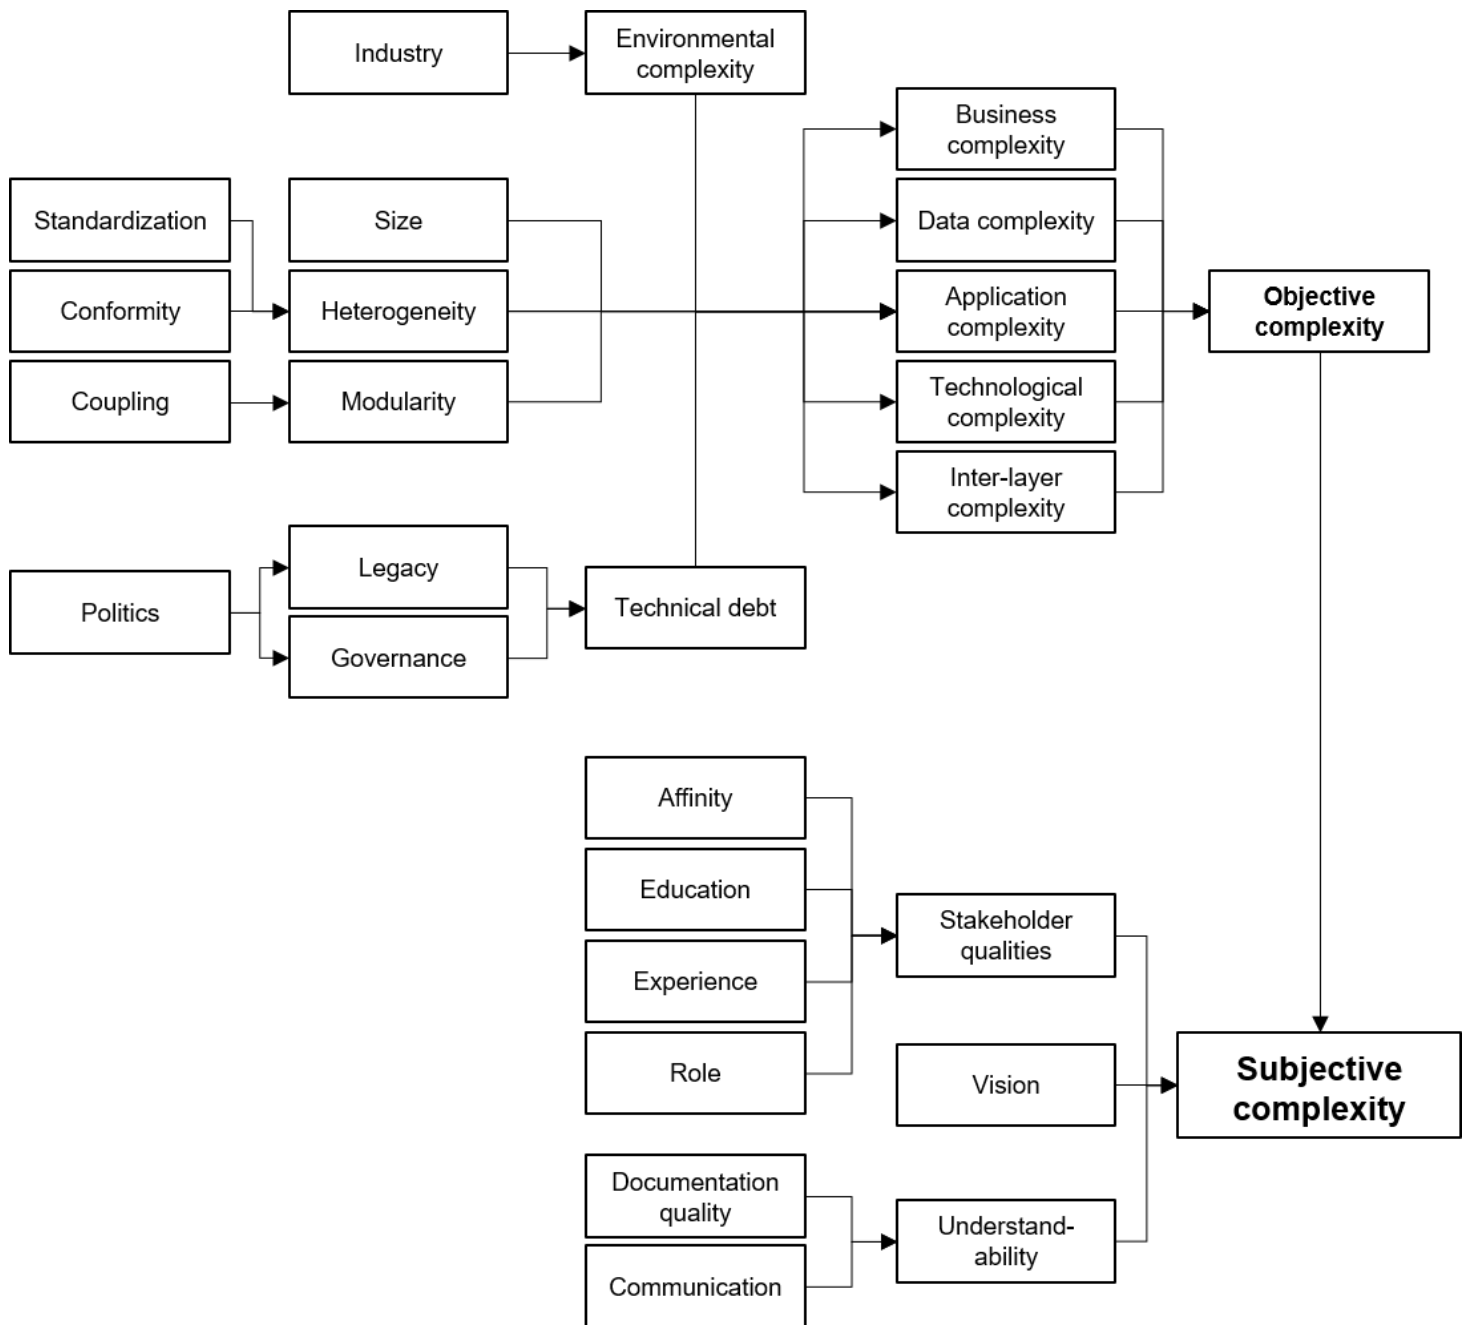 Industry
Environmental
complexity
Business
complexity
Standardization
Size
Data complexity
Conformity
Heterogeneity
Application
complexity
Objective
complexity
Coupling
Modularity
Technological
complexity
Inter-layer
complexity
Politics
Legacy
Governance
Technical debt
Affinity
Education
Experience
Role
Stakeholder
qualities
Vision
Subjective
complexity
Documentation
quality
Communication
Understand-
ability